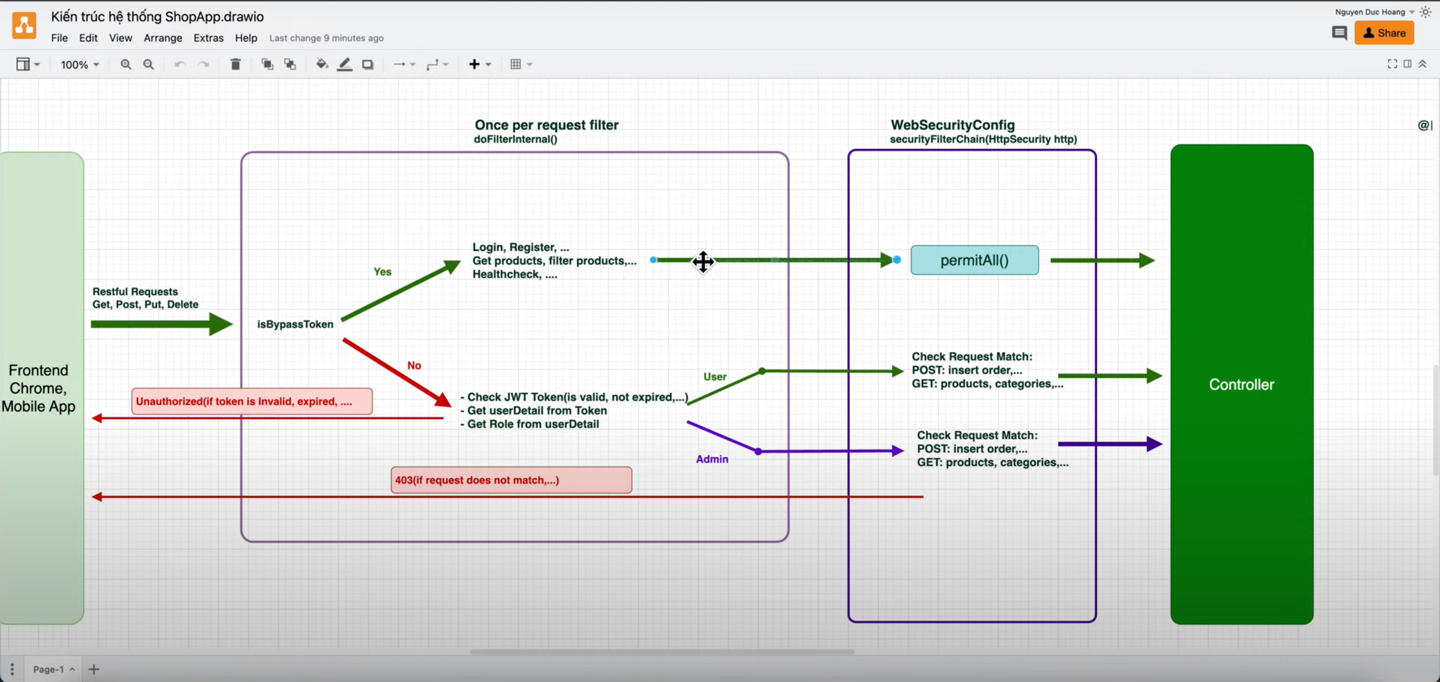 Kiến trúc hệ thống ShopApp.drawio
Nguyen Duc Hoang
File Edit View Arrange Extras Help Last change 9 minutes ago
Share
100%
Once per request filter
doFilterInternal()
WebSecurityConfig
securityFilterChain(HttpSecurity http)
@|
Frontend
Chrome,
Mobile App
Restful Requests
Get, Post, Put, Delete
isBypassToken
Yes
Login, Register, ...
Get products, filter products,...
Healthcheck, ....
permitAll()
No
Unauthorized(if token is Invalid, expired, ....
- Check JWT Token(is valid, not expired,...)
- Get userDetail from Token
- Get Role from userDetail
User
Check Request Match:
POST: insert order,...
GET: products, categories,...
Admin
Check Request Match:
POST: insert order,...
GET: products, categories,...
403(if request does not match,...)
Controller
Page-1